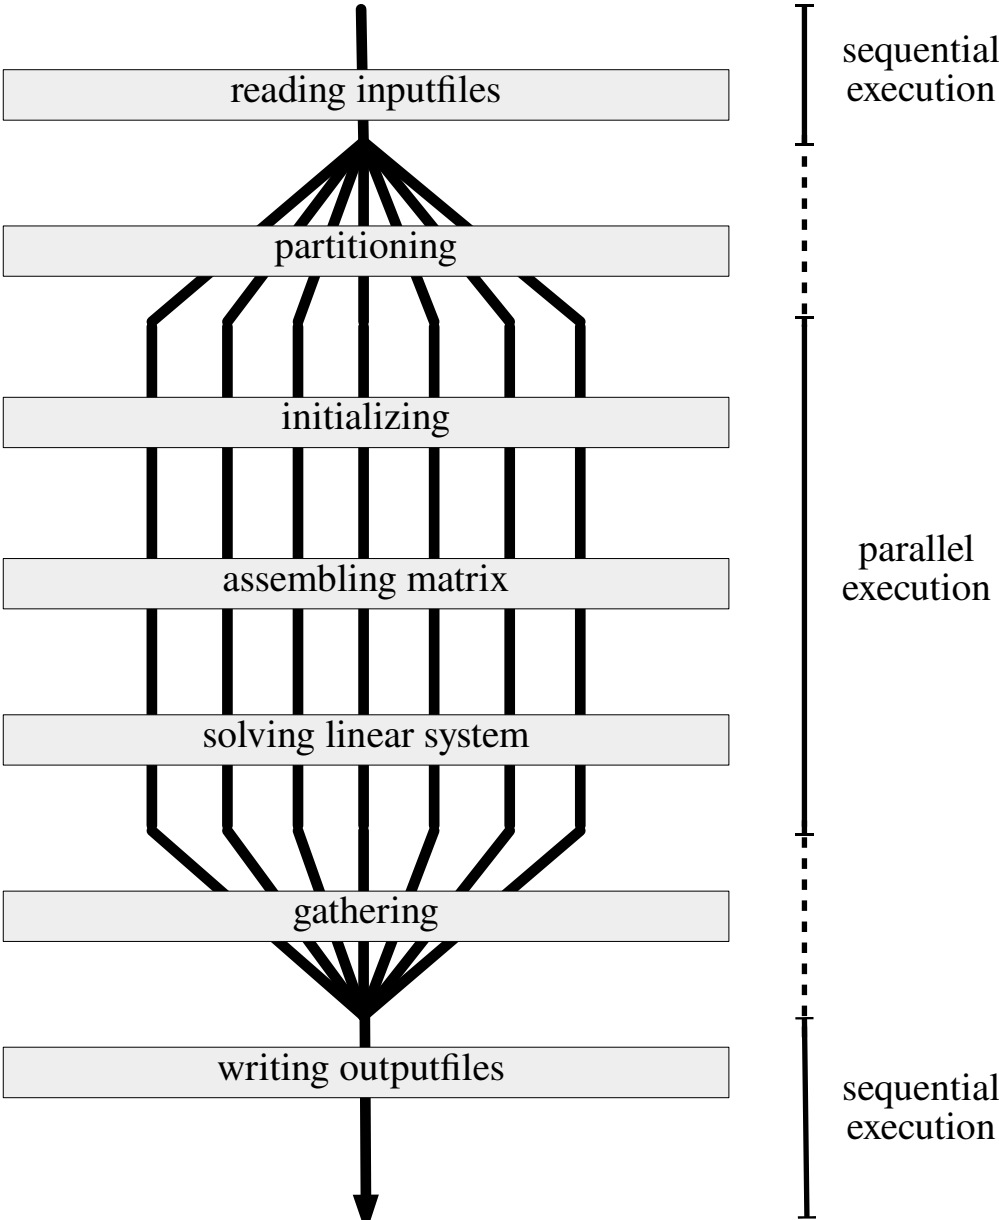 sequential
execution
reading inputfiles
partitioning
initializing
parallel
execution
assembling matrix
solving linear system
gathering
writing outputfiles
sequential
execution